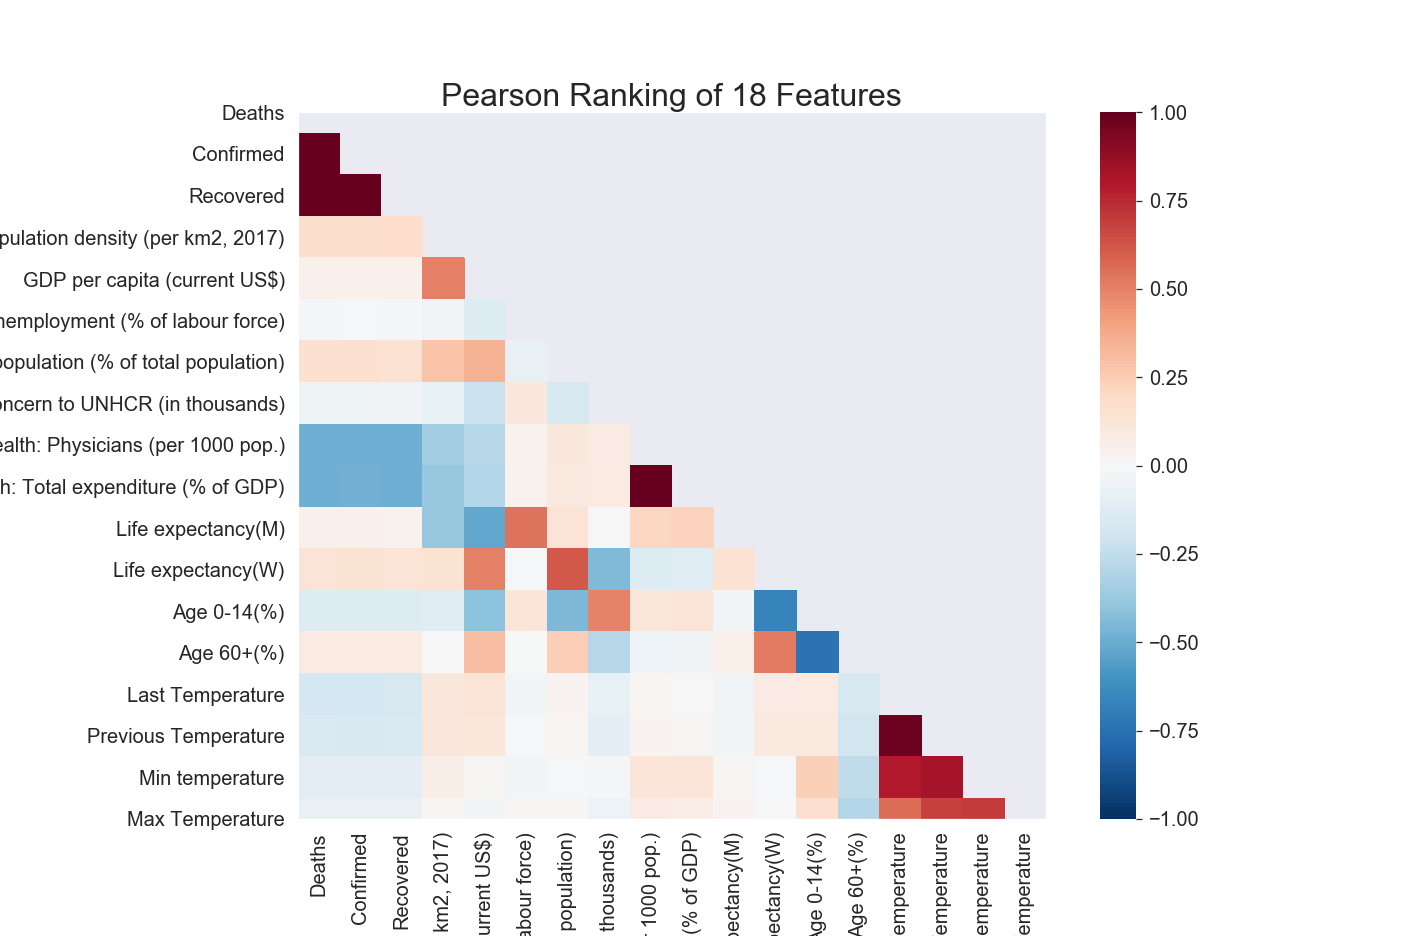 Pearson Ranking of 18 Features
Deaths
Confirmed
Recovered
pulation density (per km2, 2017)
GDP per capita (current US$)
nemployment (% of labour force)
population (% of total population)
oncern to UNHCR (in thousands)
ealth: Physicians (per 1000 pop.)
h: Total expenditure (% of GDP)
Life expectancy(M)
Life expectancy(W)
Age 0-14(%)
Age 60+(%)
Last Temperature
Previous Temperature
Min temperature
Max Temperature
Deaths
Confirmed
Recovered
km2, 2017)
urrent US$)
abour force)
population)
thousands)
1000 pop.)
(% of GDP)
pectancy(M)
pectancy(W)
Age 0-14(%)
Age 60+(%)
emperature
emperature
emperature
emperature
1.00
0.75
0.50
0.25
0.00
−0.25
−0.50
−0.75
−1.00